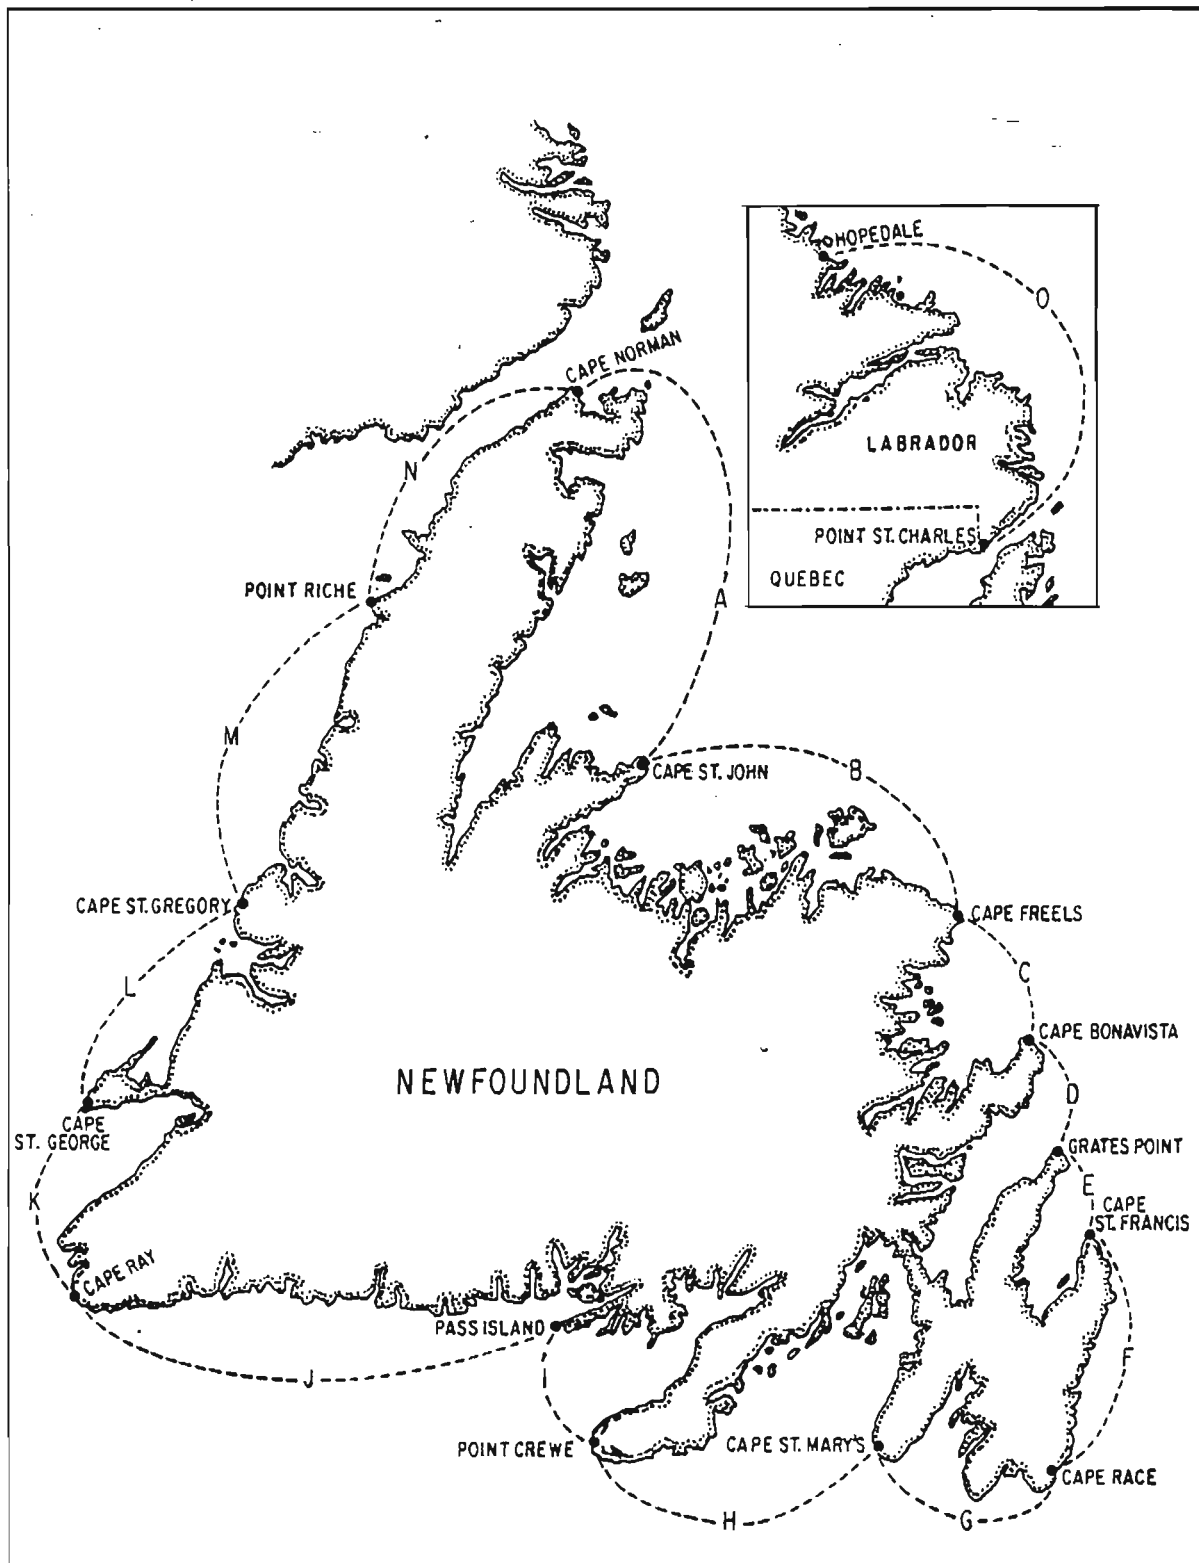 HOPEDALE
O
CAPE NORMAN
LABRADOR
N
POINT ST. CHARLES
QUEBEC
POINT RICHE
A
M
CAPE ST. JOHN
B
CAPE ST. GREGORY
CAPE FREELS
L
C
CAPE BONAVISTA
NEWFOUNDLAND
D
CAPE
ST. GEORGE
GRATES POINT
E
K
CAPE
ST. FRANCIS
CAPE RAY
PASS ISLAND
F
J
POINT CREWE
CAPE ST. MARY'S
CAPE RACE
H
G